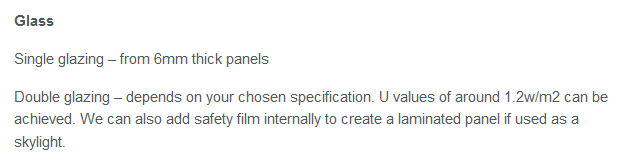 Glass
Single glazing – from 6mm thick panels
Double glazing – depends on your chosen specification. U values of around 1.2w/m2 can be
achieved. We can also add safety film internally to create a laminated panel if used as a
skylight.